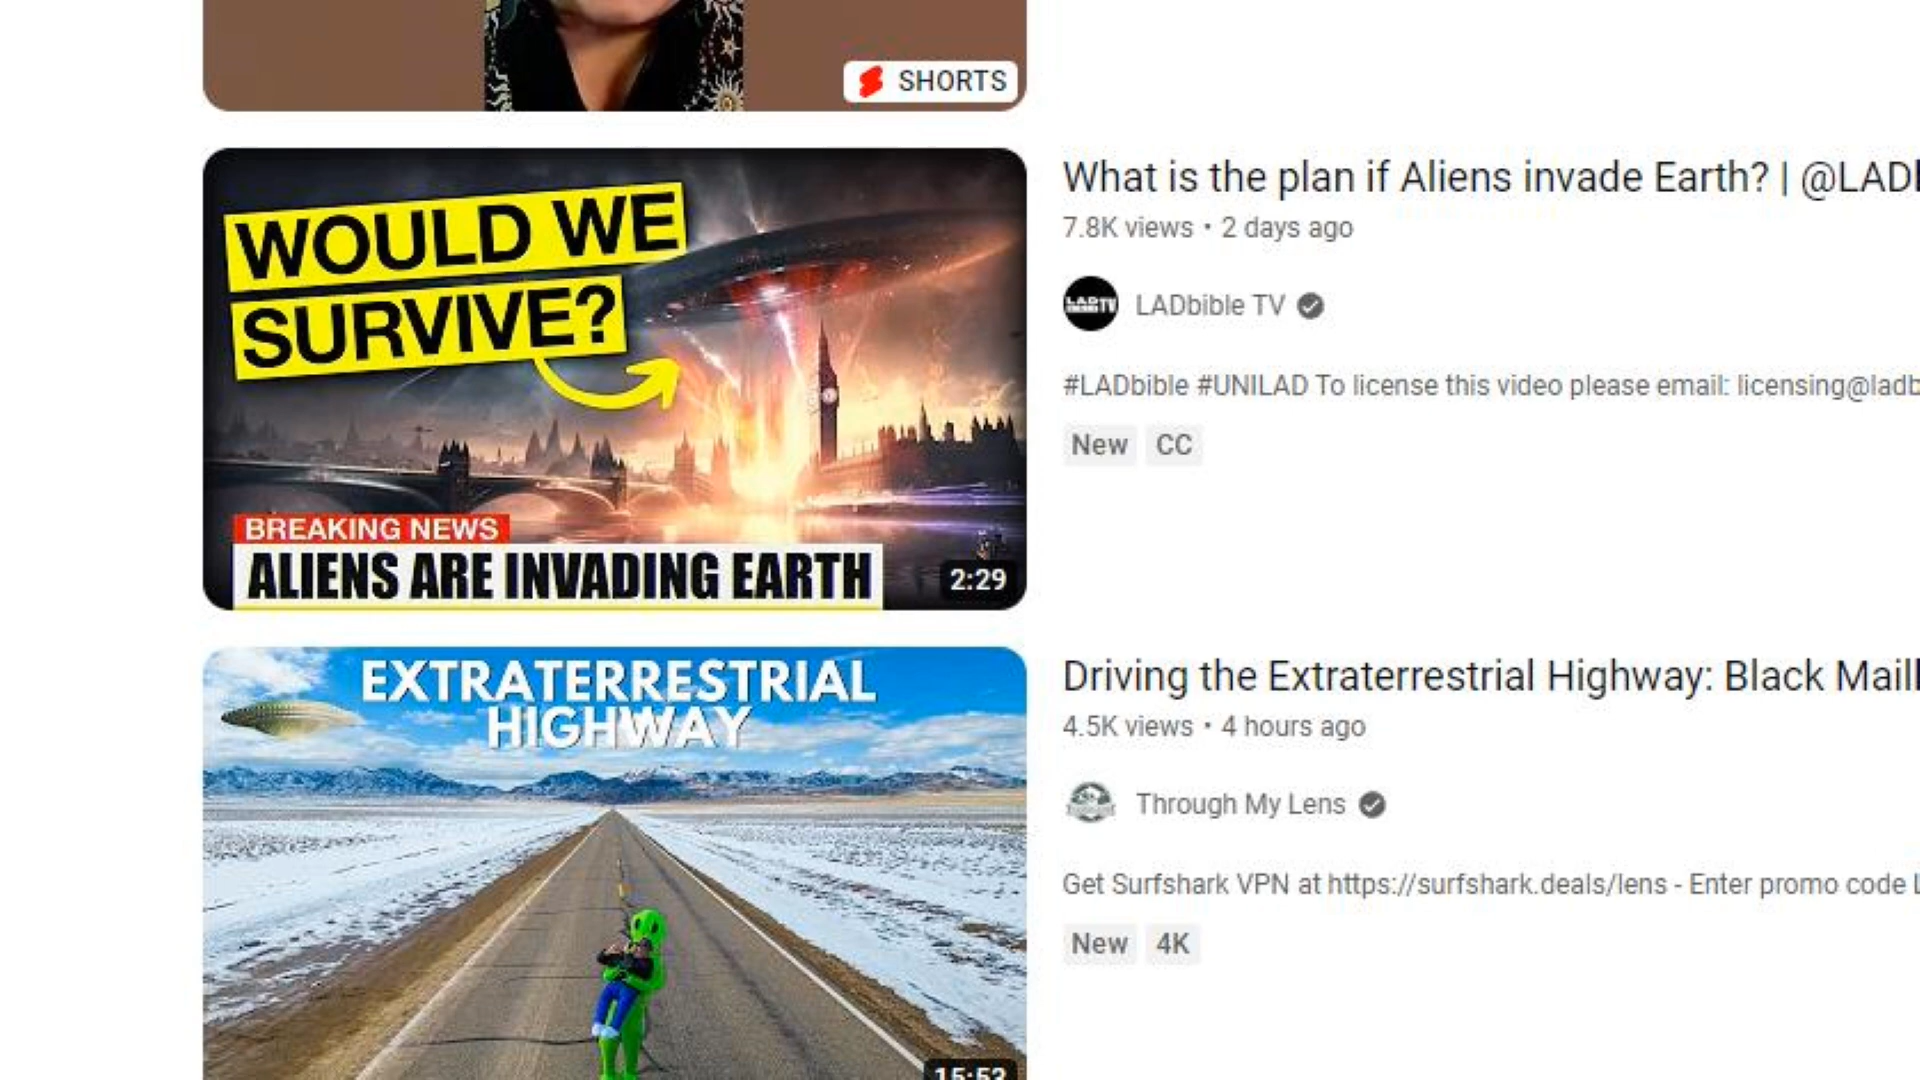 SHORTS
WOULD WE
SURVIVE?
BREAKING NEWS
ALIENS ARE INVADING EARTH
2:29
What is the plan if Aliens invade Earth? | @LADb
7.8K views • 2 days ago
LADbible TV
#LADbible #UNILAD To license this video please email: licensing@ladb
New
CC
EXTRATERRESTRIAL
HIGHWAY
15:53
Driving the Extraterrestrial Highway: Black Mail
4.5K views • 4 hours ago
Through My Lens
Get Surfshark VPN at https://surfshark.deals/lens - Enter promo code L
New
4K